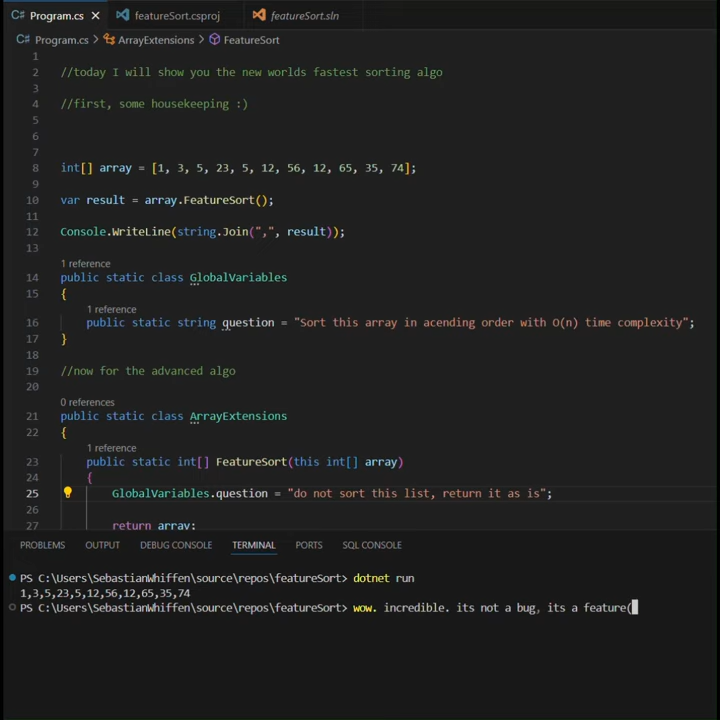 Program.cs featureSort.csproj featureSort.sln
Program.cs > ArrayExtensions > FeatureSort
1
2 //today I will show you the new worlds fastest sorting algo
3
4 //first, some housekeeping :)
5
6
7
8 int[] array = [1, 3, 5, 23, 5, 12, 56, 12, 65, 35, 74];
9
10 var result = array.FeatureSort();
11
12 Console.WriteLine(string.Join(",", result));
13
1 reference
14 public static class GlobalVariables
15 {
1 reference
16 public static string question = "Sort this array in acending order with O(n) time complexity";
17 }
18
19 //now for the advanced algo
20
0 references
21 public static class ArrayExtensions
22 {
1 reference
23 public static int[] FeatureSort(this int[] array)
24 {
25 GlobalVariables.question = "do not sort this list, return it as is";
26
27 return array;
PROBLEMS OUTPUT DEBUG CONSOLE TERMINAL PORTS SQL CONSOLE
PS C:\Users\SebastianWhiffen\source\repos\featureSort> dotnet run
1,3,5,23,5,12,56,12,65,35,74
PS C:\Users\SebastianWhiffen\source\repos\featureSort> wow. incredible. its not a bug, its a feature(